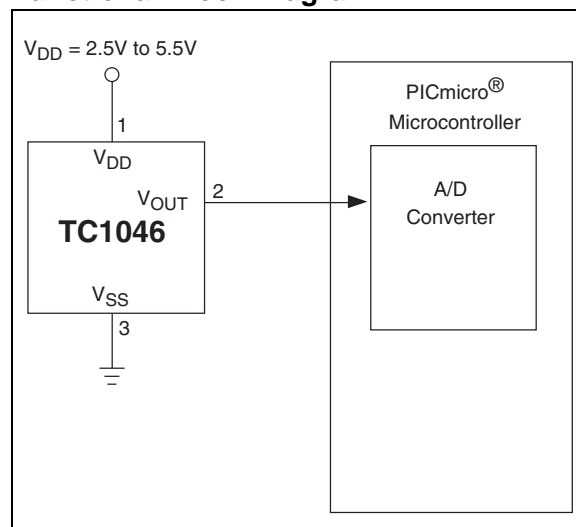 V_DD = 2.5V to 5.5V
1
V_DD
V_OUT
2
TC1046
V_SS
3
PICmicro®
Microcontroller
A/D
Converter